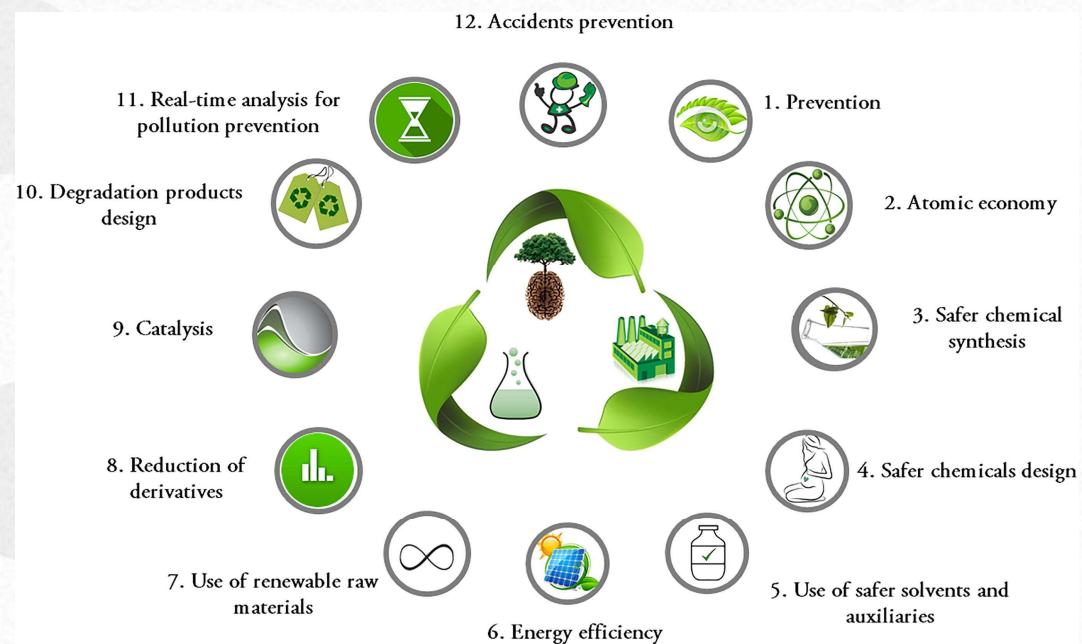 12. Accidents prevention
1. Prevention
2. Atomic economy
3. Safer chemical
synthesis
4. Safer chemicals design
5. Use of safer solvents and
auxiliaries
6. Energy efficiency
7. Use of renewable raw
materials
8. Reduction of
derivatives
9. Catalysis
10. Degradation products
design
11. Real-time analysis for
pollution prevention